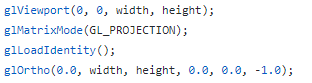 glViewport(0, 0, width, height);
glMatrixMode(GL_PROJECTION);
glLoadIdentity();
glOrtho(0.0, width, height, 0.0, 0.0, -1.0);